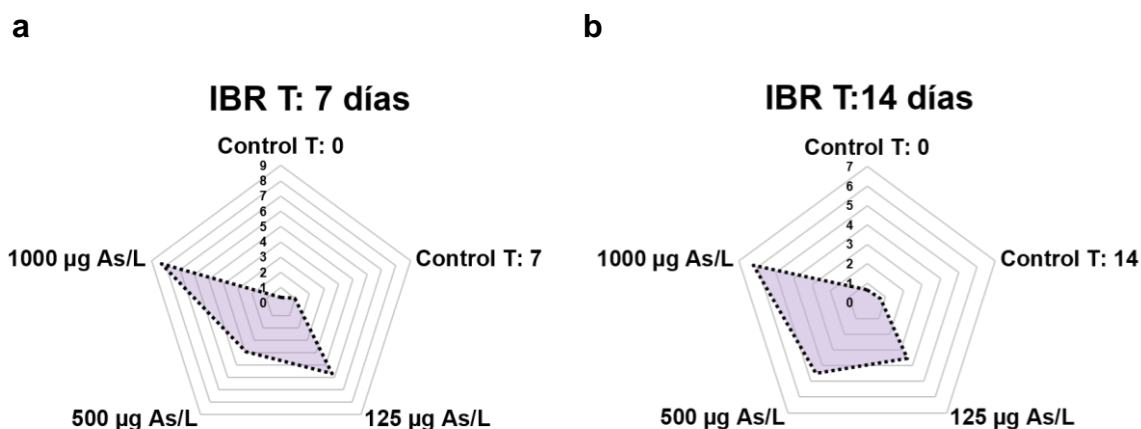 a
IBR T: 7 días
Control T: 0
9
8
7
6
5
4
3
2
1
0
1000 µg As/L
Control T: 7
500 µg As/L
125 µg As/L
b
IBR T:14 días
Control T: 0
7
6
5
4
3
2
1
0
1000 µg As/L
Control T: 14
500 µg As/L
125 µg As/L